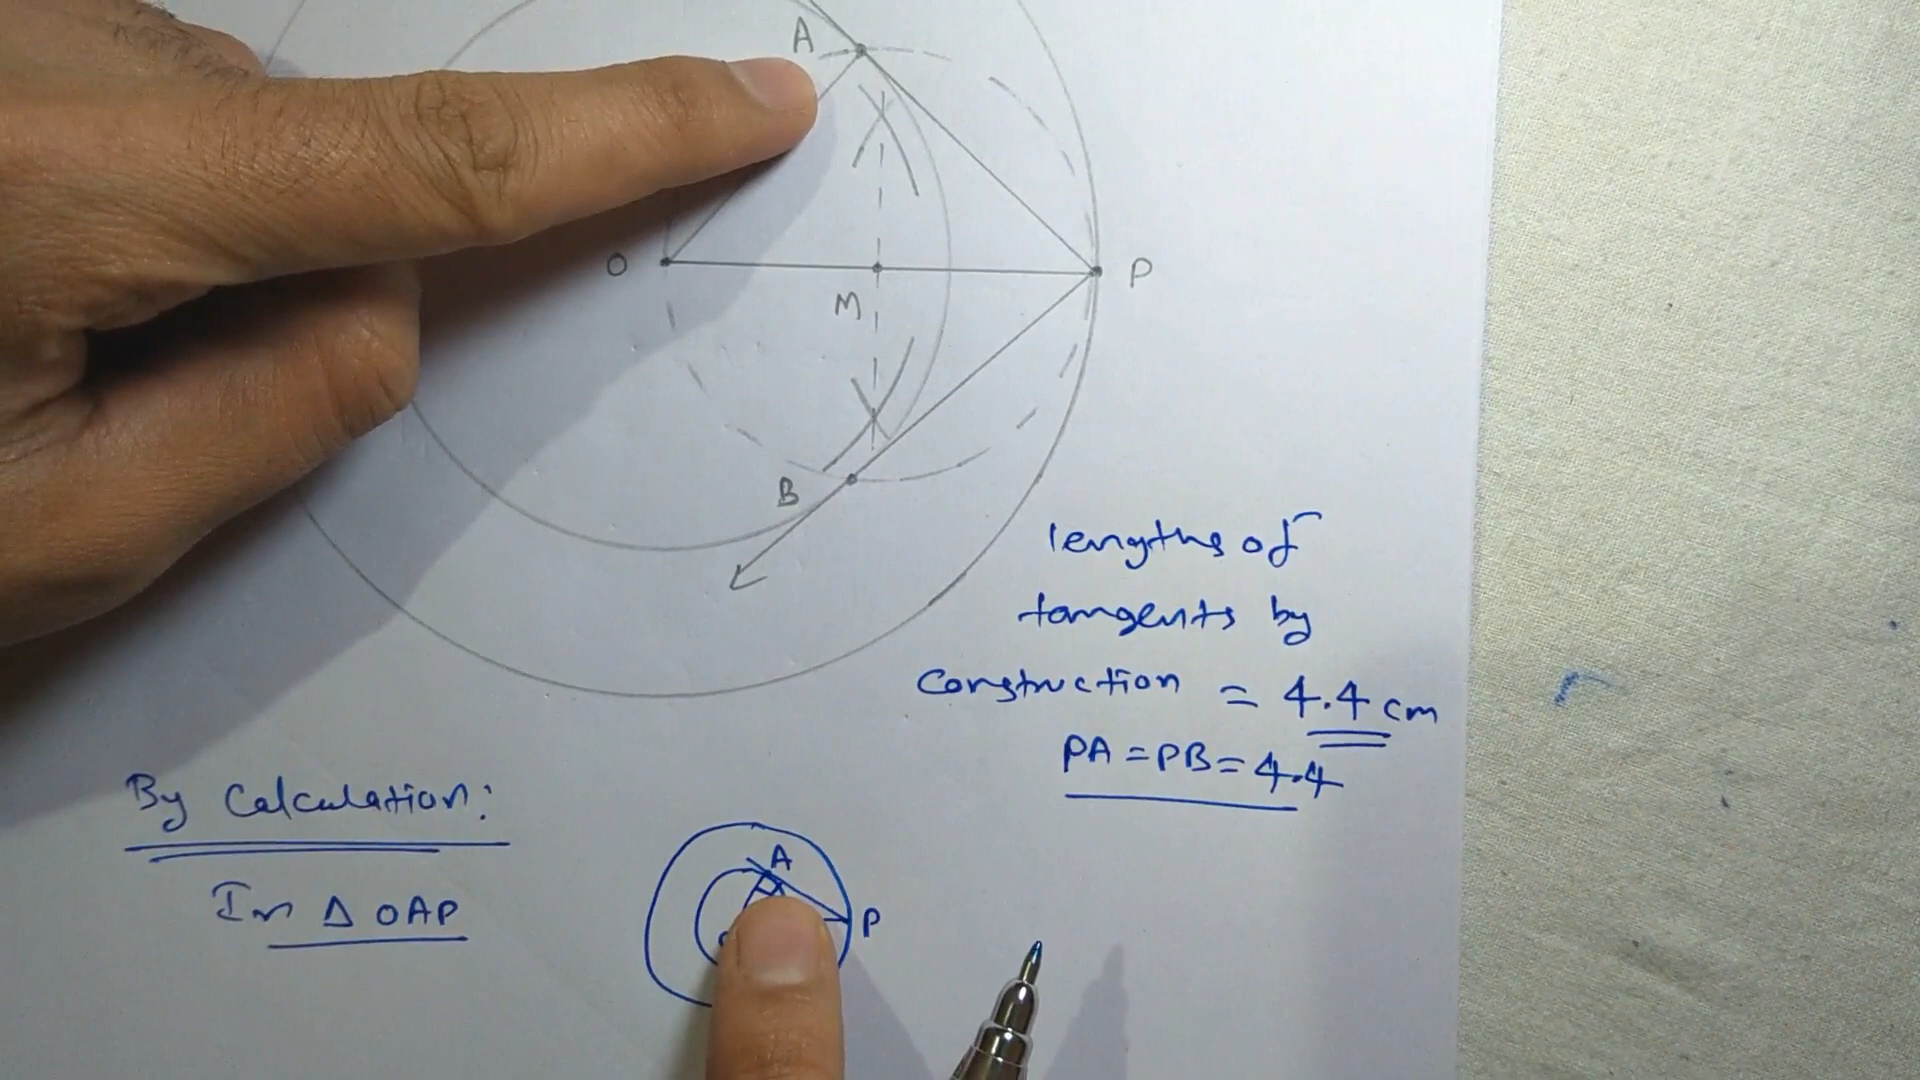 A
O
P
M
B
lengths of
tangents by
construction = 4.4 cm
PA = PB = 4.4
By Calculation:
In Δ OAP
A
P